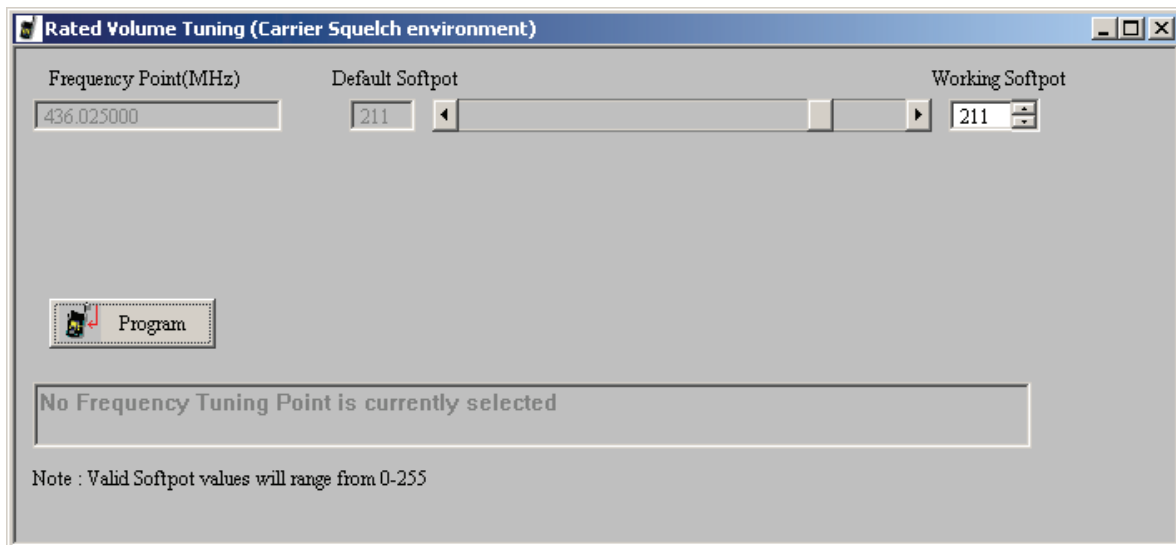 Rated Volume Tuning (Carrier Squelch environment)
Frequency Point(MHz) Default Softpot Working Softpot
436.025000 211 211
Program
No Frequency Tuning Point is currently selected
Note : Valid Softpot values will range from 0-255